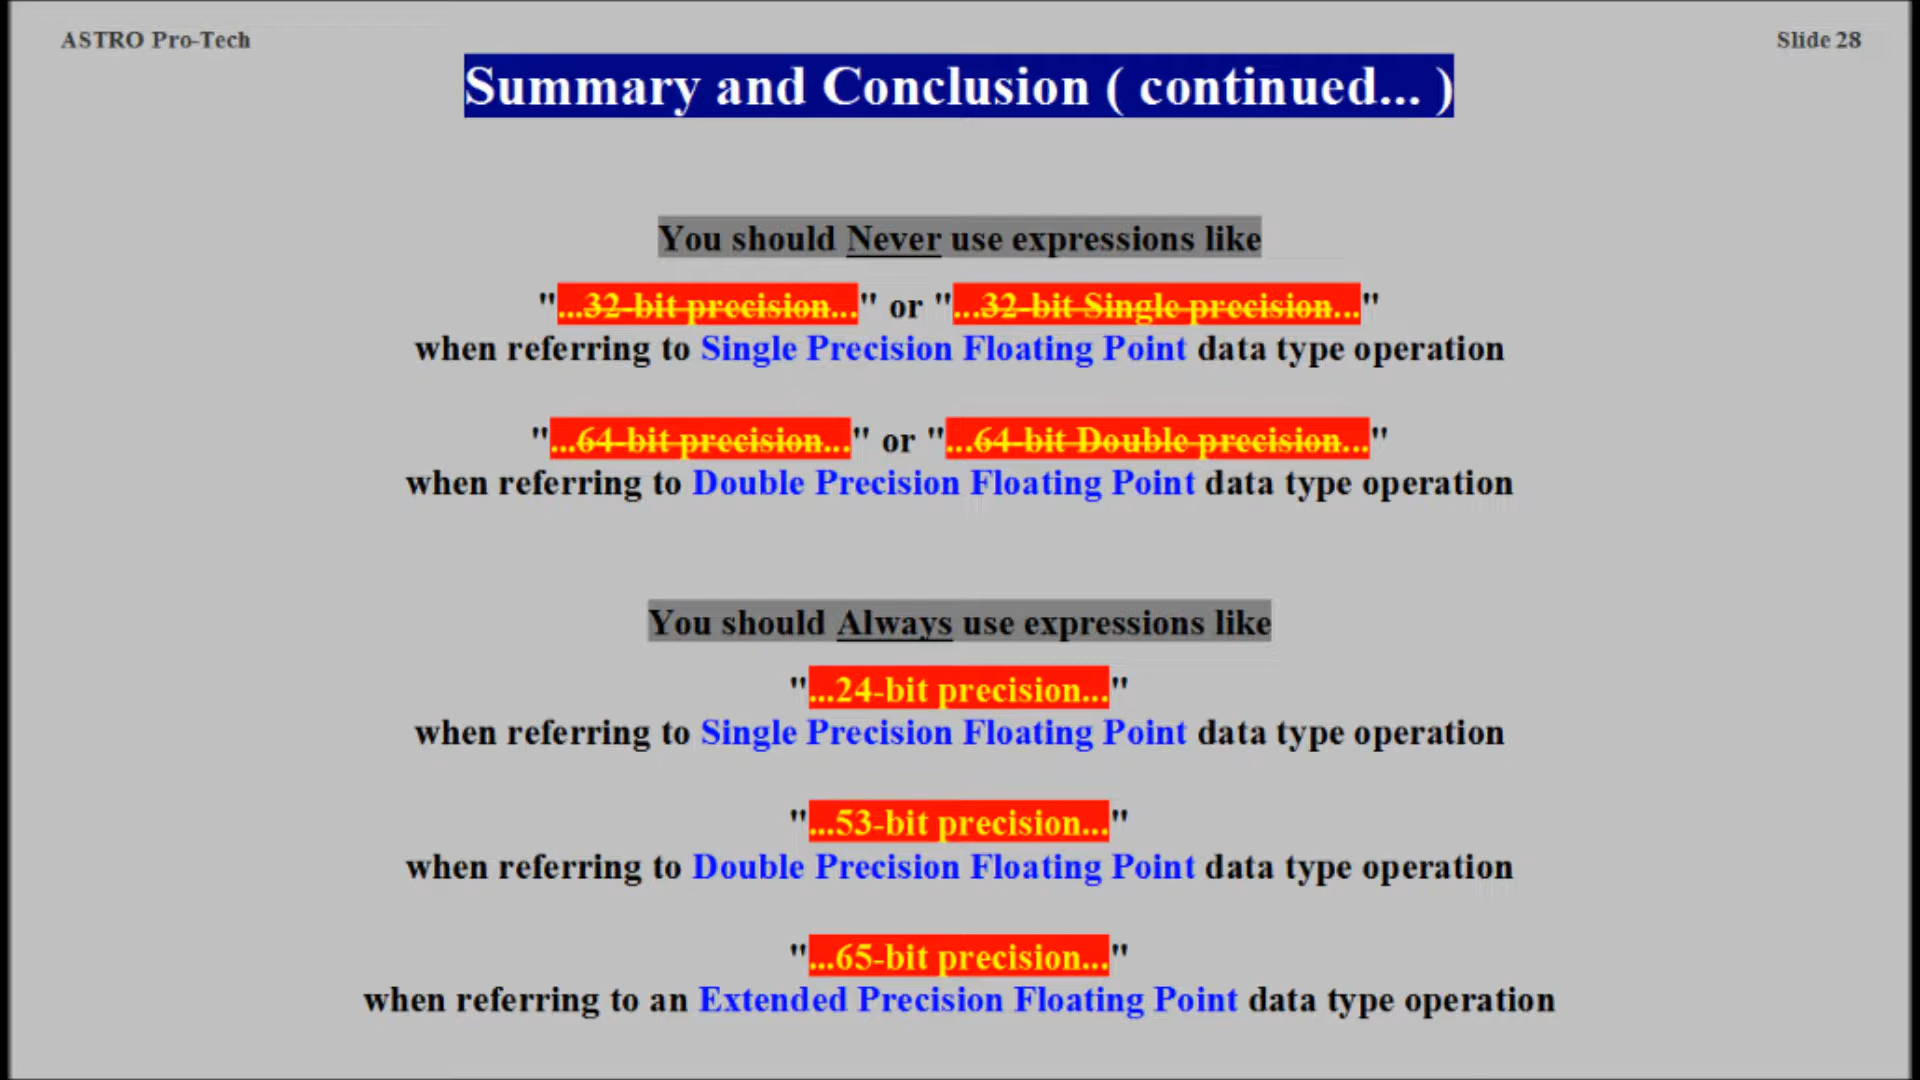 ASTRO Pro-Tech
Slide 28
Summary and Conclusion ( continued... )
You should Never use expressions like
"...32-bit precision..." or "...32-bit Single precision..."
when referring to Single Precision Floating Point data type operation
"...64-bit precision..." or "...64-bit Double precision..."
when referring to Double Precision Floating Point data type operation
You should Always use expressions like
"...24-bit precision..."
when referring to Single Precision Floating Point data type operation
"...53-bit precision..."
when referring to Double Precision Floating Point data type operation
"...65-bit precision..."
when referring to an Extended Precision Floating Point data type operation